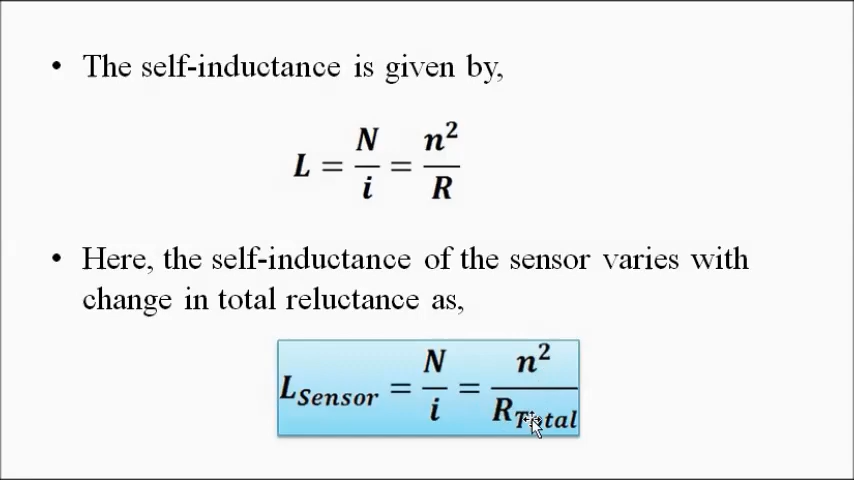 • The self-inductance is given by,
L = N/i = n²/R
• Here, the self-inductance of the sensor varies with
change in total reluctance as,
L_Sensor = N/i = n²/R_Total